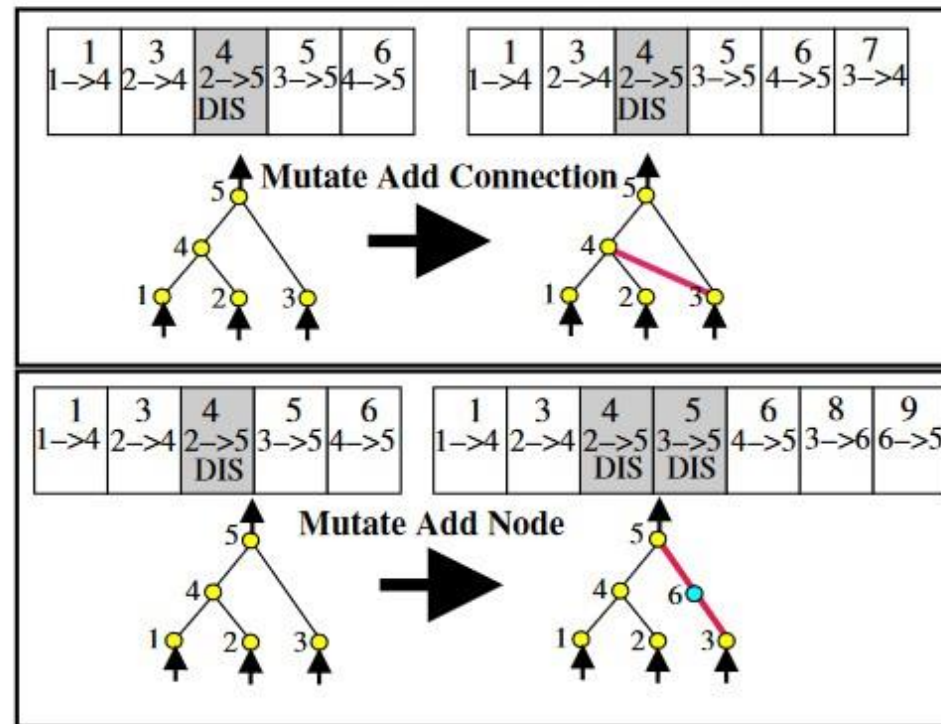 1 3 4 5 6
1->4 2->4 2->5 3->5 4->5
DIS
1 3 4 5 6 7
1->4 2->4 2->5 3->5 4->5 3->4
DIS
Mutate Add Connection
5
4
1 2 3
5
4
1 2 3
1 3 4 5 6
1->4 2->4 2->5 3->5 4->5
DIS
1 3 4 5 6 8 9
1->4 2->4 2->5 3->5 4->5 3->6 6->5
DIS DIS
Mutate Add Node
5
4
1 2 3
5
4 6
1 2 3